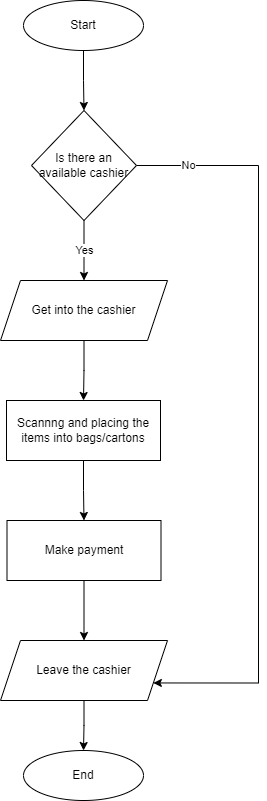 Start
Is there an
available cashier
No
Yes
Get into the cashier
Scannng and placing the
items into bags/cartons
Make payment
Leave the cashier
End